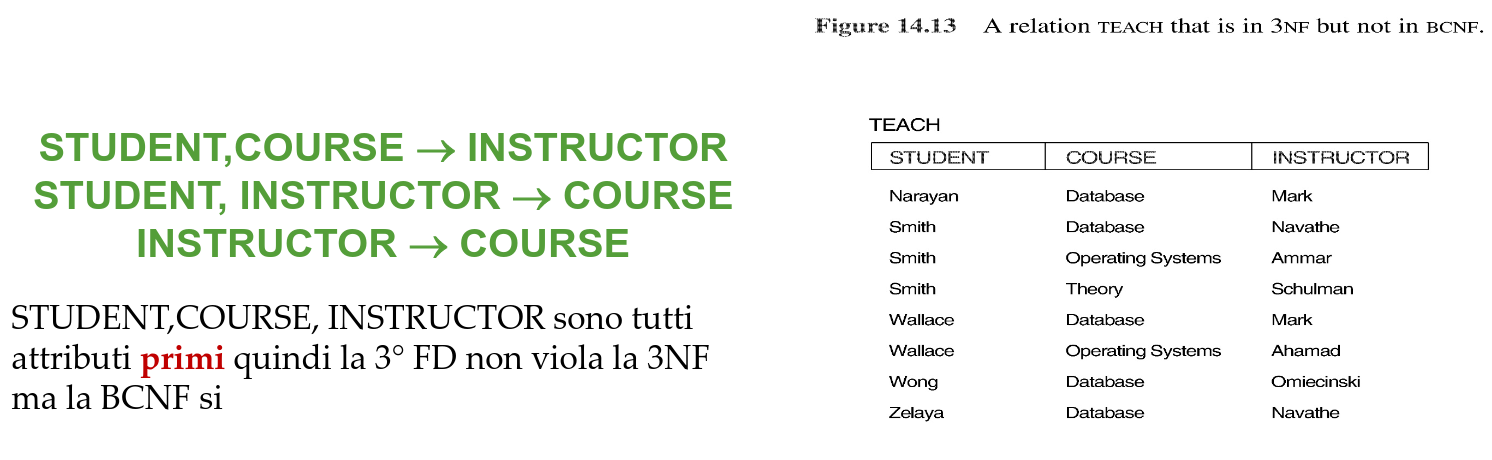 Figure 14.13 A relation TEACH that is in 3NF but not in BCNF.
STUDENT,COURSE → INSTRUCTOR
STUDENT, INSTRUCTOR → COURSE
INSTRUCTOR → COURSE
STUDENT,COURSE, INSTRUCTOR sono tutti
attributi primi quindi la 3° FD non viola la 3NF
ma la BCNF si
TEACH
STUDENT COURSE INSTRUCTOR
Narayan Database Mark
Smith Database Navathe
Smith Operating Systems Ammar
Smith Theory Schulman
Wallace Database Mark
Wallace Operating Systems Ahamad
Wong Database Omiecinski
Zelaya Database Navathe